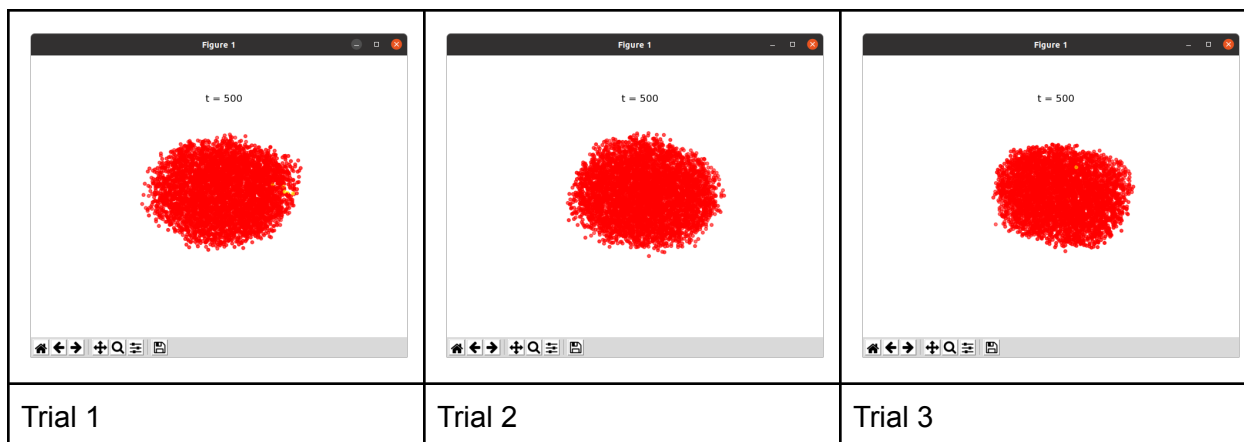 Figure 1
t = 500
Figure 1
t = 500
Figure 1
t = 500
Trial 1
Trial 2
Trial 3